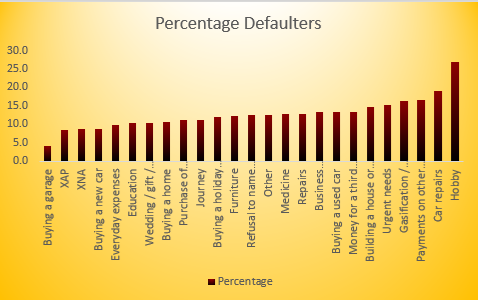 Percentage Defaulters
30.0
25.0
20.0
15.0
10.0
5.0
0.0
Buying a garage
XAP
XNA
Buying a new car
Everyday expenses
Education
Wedding / gift /…
Buying a home
Purchase of…
Journey
Buying a holiday…
Furniture
Refusal to name…
Other
Medicine
Repairs
Business…
Buying a used car
Money for a third…
Building a house or…
Urgent needs
Gasification /…
Payments on other…
Car repairs
Hobby
Percentage